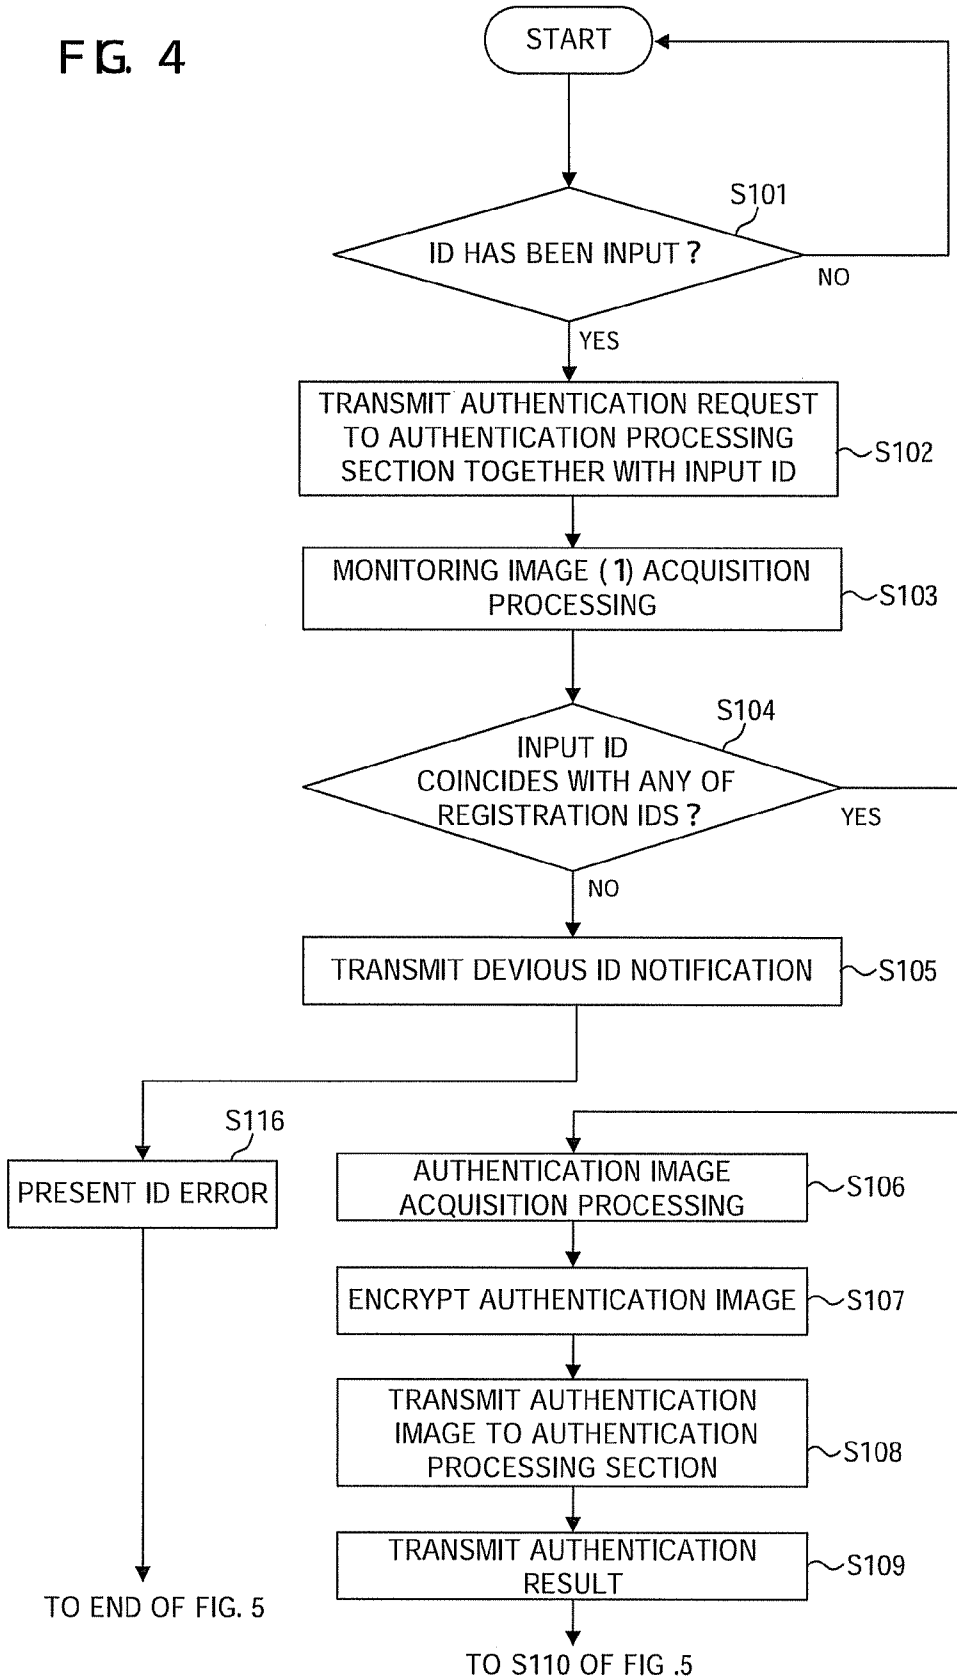 FIG. 4
START
S101
ID HAS BEEN INPUT ?
NO
YES
TRANSMIT AUTHENTICATION REQUEST
TO AUTHENTICATION PROCESSING
SECTION TOGETHER WITH INPUT ID
S102
MONITORING IMAGE (1) ACQUISITION
PROCESSING
S103
S104
INPUT ID
COINCIDES WITH ANY OF
REGISTRATION IDS ?
YES
NO
TRANSMIT DEVIOUS ID NOTIFICATION
S105
S116
PRESENT ID ERROR
AUTHENTICATION IMAGE
ACQUISITION PROCESSING
S106
ENCRYPT AUTHENTICATION IMAGE
S107
TRANSMIT AUTHENTICATION
IMAGE TO AUTHENTICATION
PROCESSING SECTION
S108
TRANSMIT AUTHENTICATION
RESULT
S109
TO END OF FIG. 5
TO S110 OF FIG .5